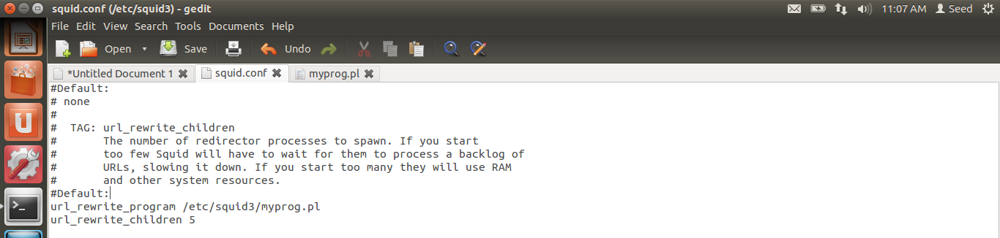 squid.conf (/etc/squid3) - gedit
11:07 AM Seed
File Edit View Search Tools Documents Help
Open Save Undo
*Untitled Document 1 squid.conf myprog.pl
#Default:
# none
#
#  TAG: url_rewrite_children
#       The number of redirector processes to spawn. If you start
#       too few Squid will have to wait for them to process a backlog of
#       URLs, slowing it down. If you start too many they will use RAM
#       and other system resources.
#Default:
url_rewrite_program /etc/squid3/myprog.pl
url_rewrite_children 5